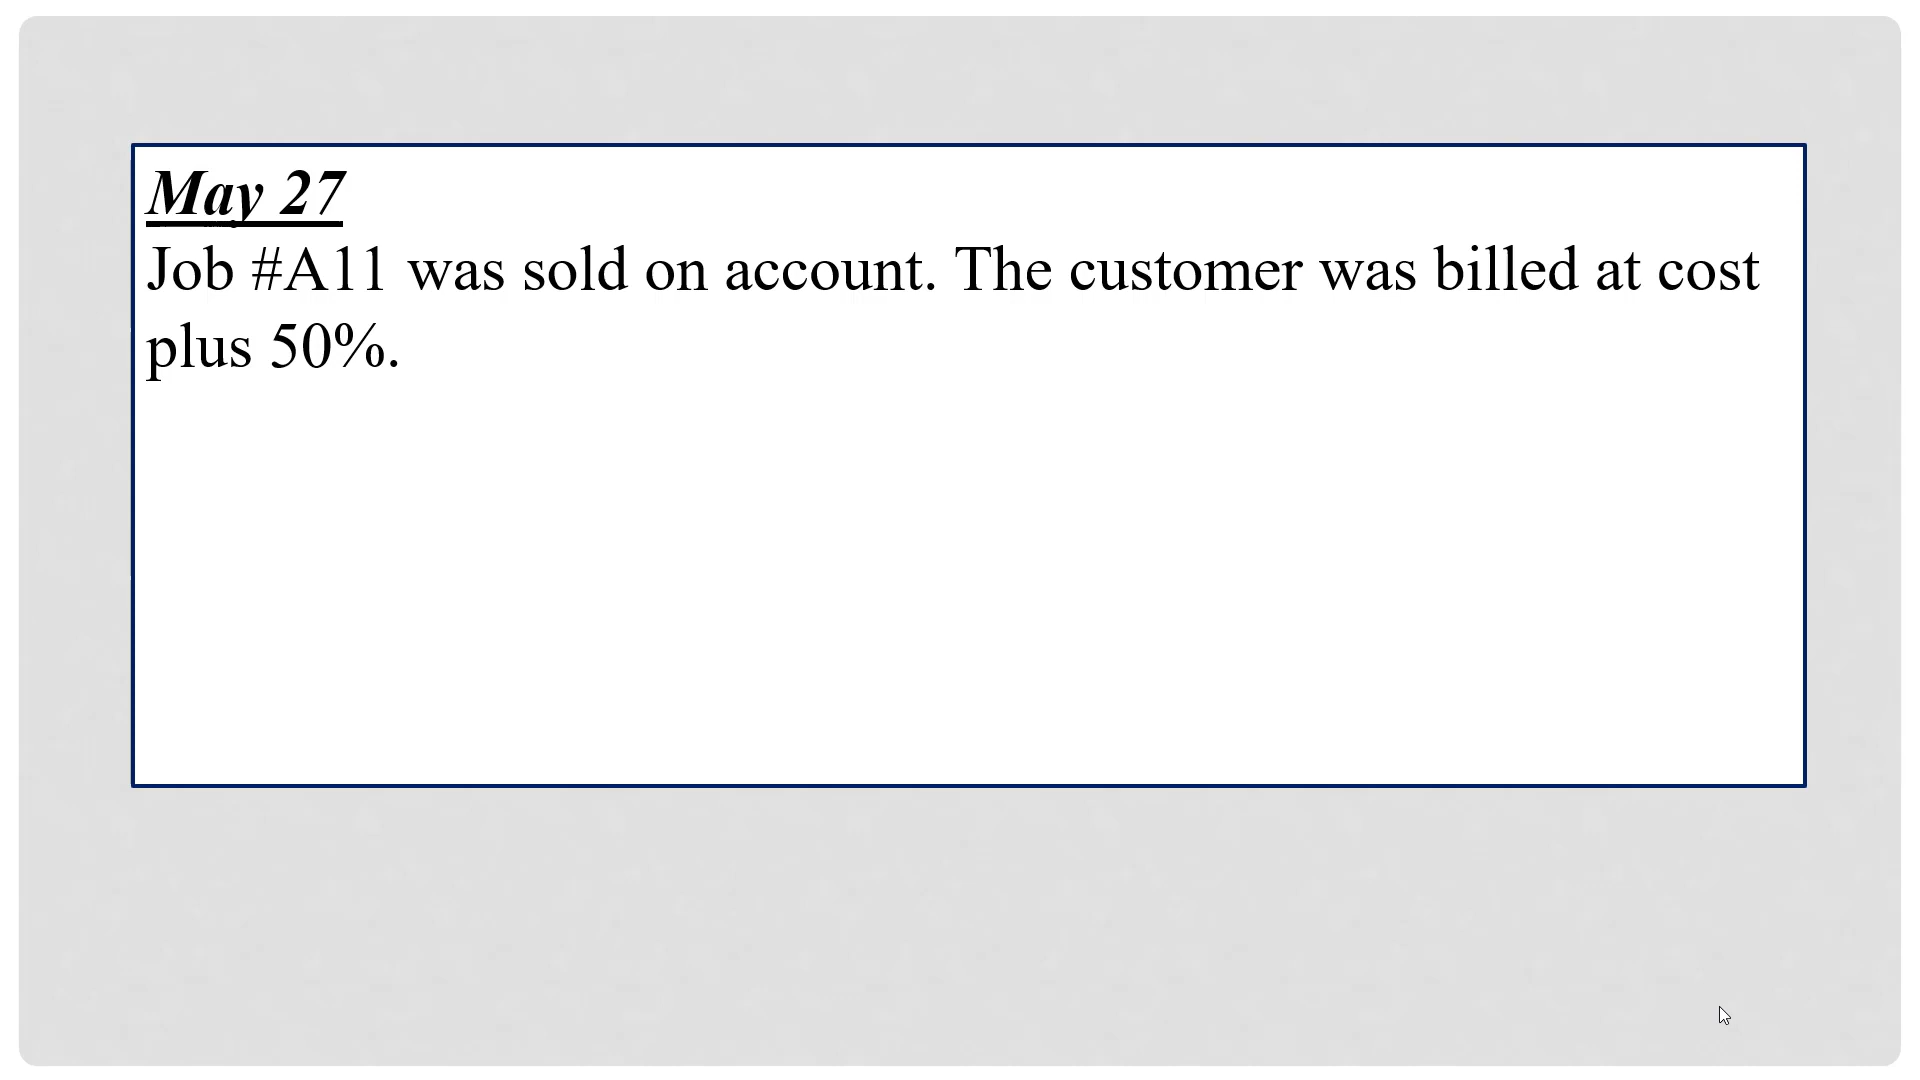 May 27
Job #A11 was sold on account. The customer was billed at cost
plus 50%.